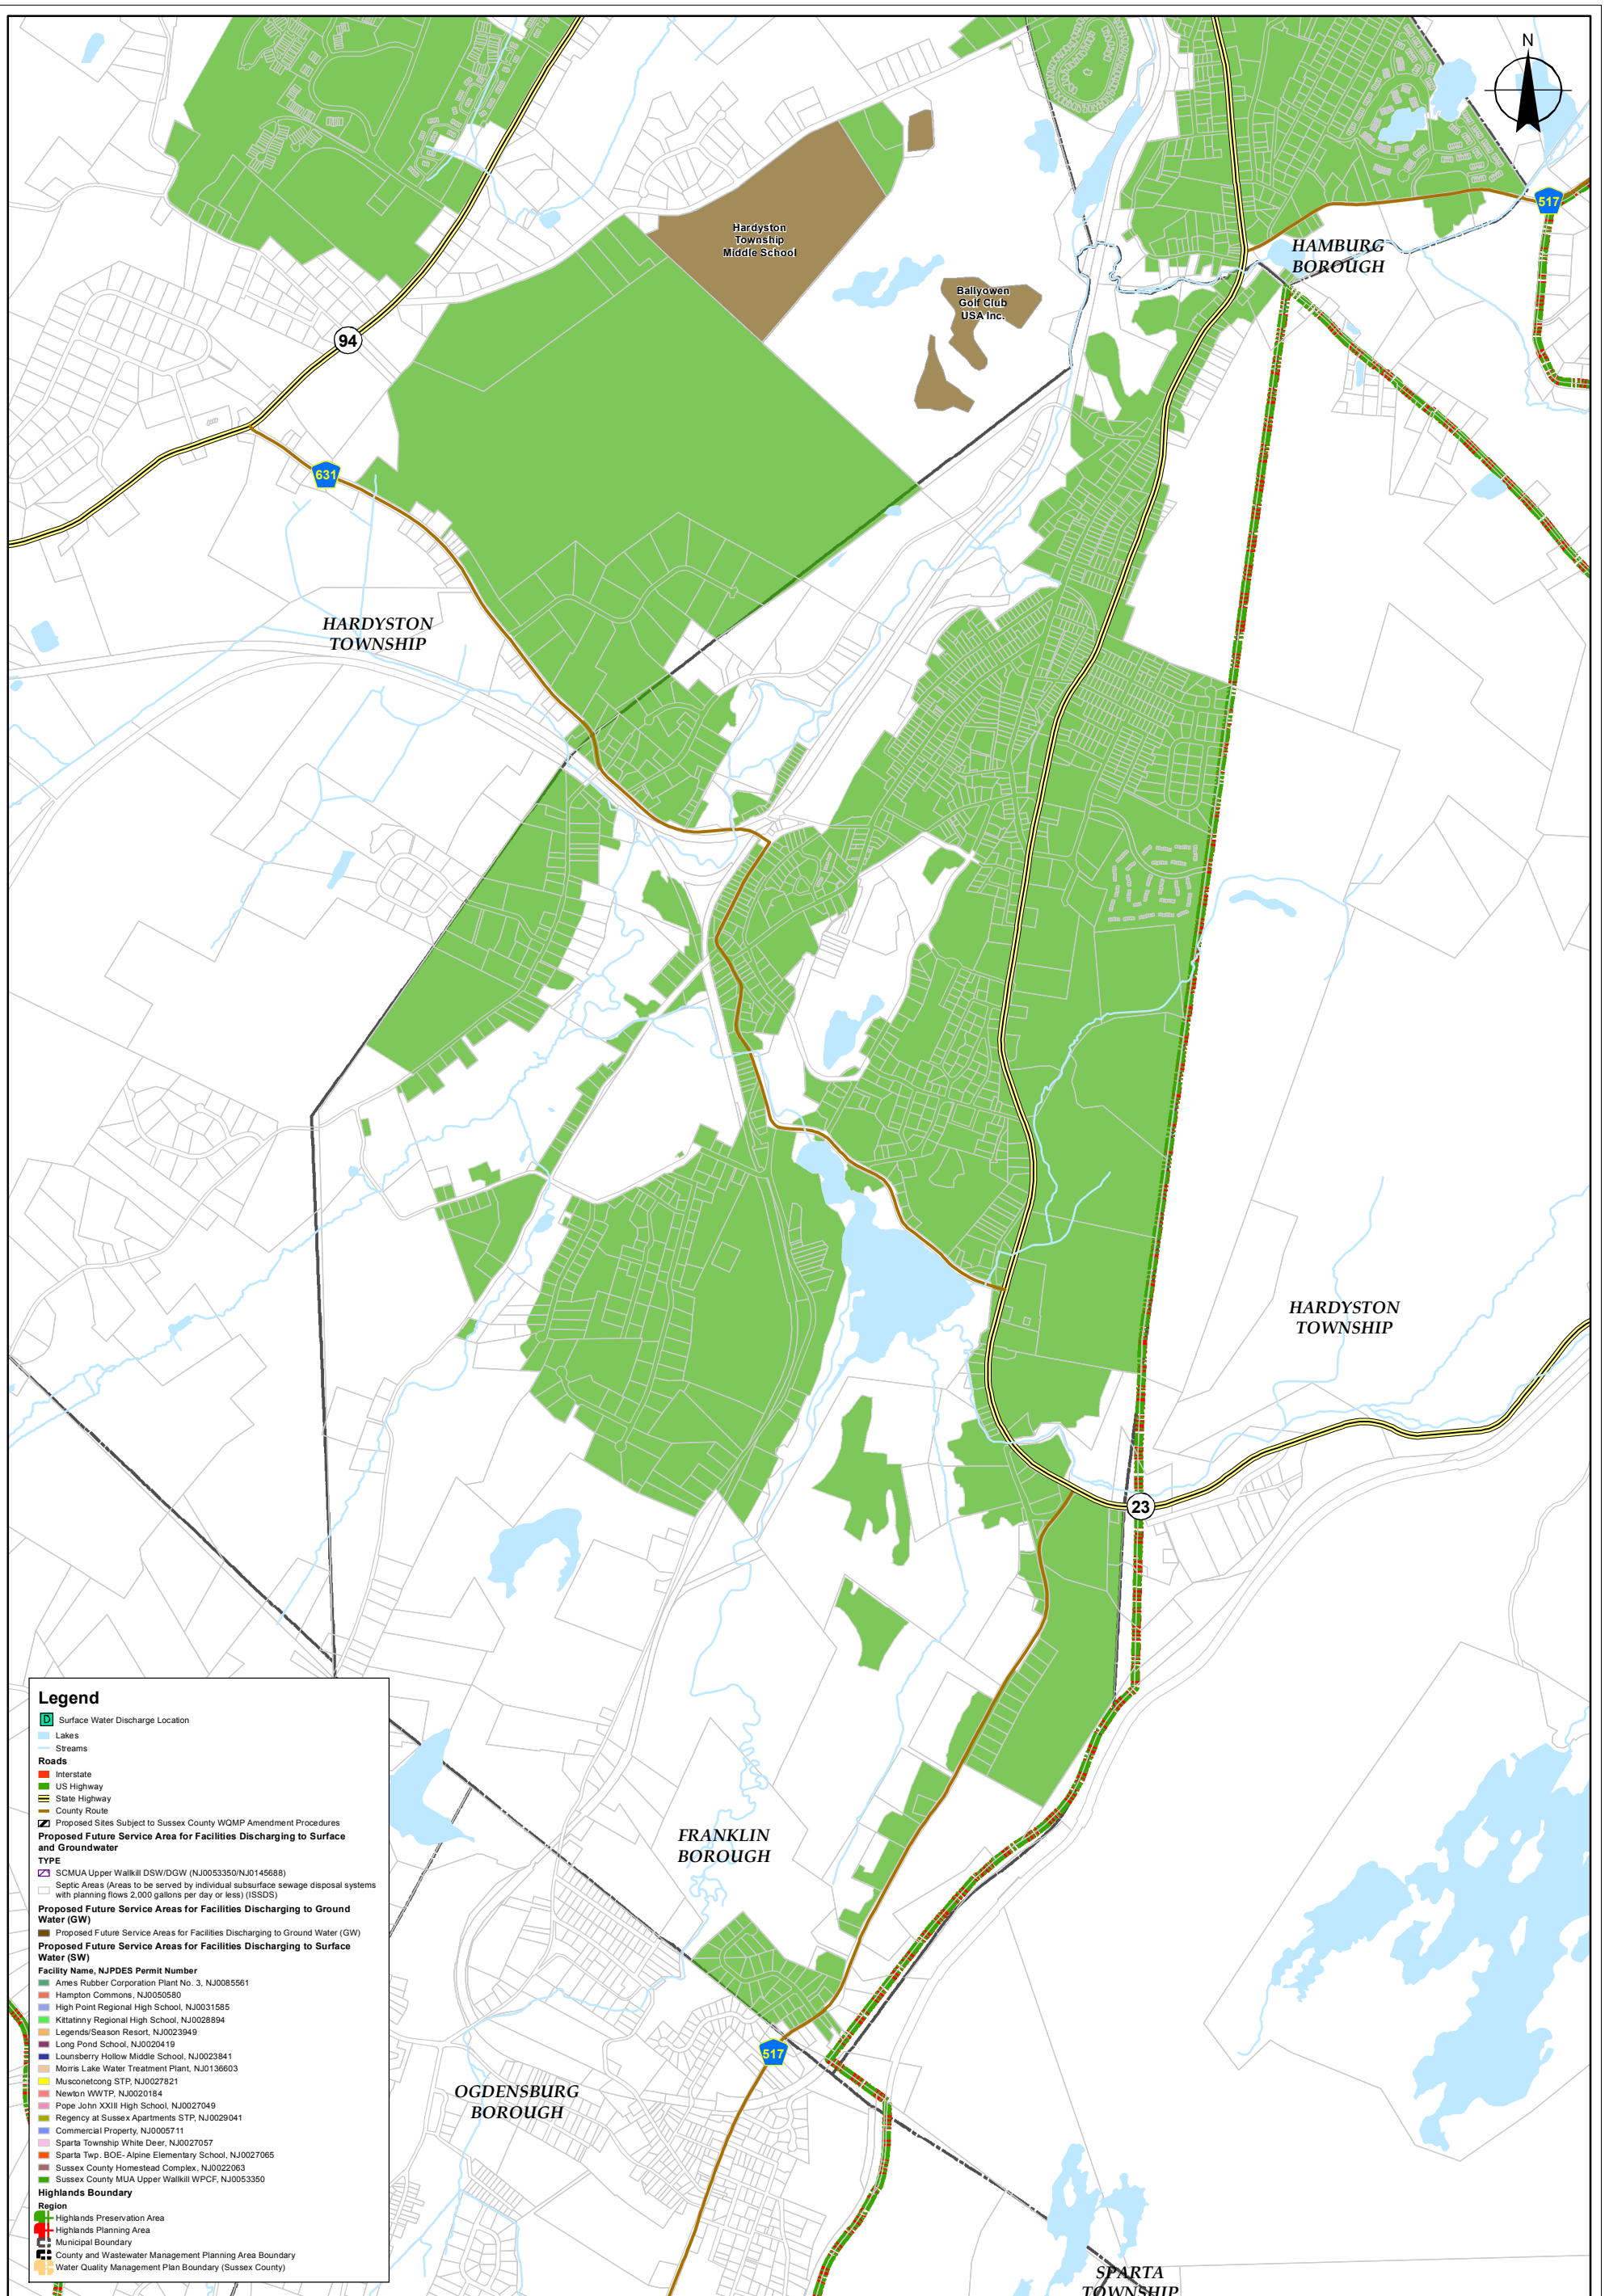 N
517
HAMBURG
BOROUGH
Hardyston
Township
Middle School
Ballyowen
Golf Club
USA Inc.
94
631
HARDYSTON
TOWNSHIP
HARDYSTON
TOWNSHIP
23
FRANKLIN
BOROUGH
517
OGDENSBURG
BOROUGH
SPARTA
TOWNSHIP
Legend
D Surface Water Discharge Location
Lakes
Streams
Roads
Interstate
US Highway
State Highway
County Route
Proposed Sites Subject to Sussex County WQMP Amendment Procedures
Proposed Future Service Area for Facilities Discharging to Surface
and Groundwater
TYPE
SCMUA Upper Wallkill DSW/DGW (NJ0053350/NJ0145688)
Septic Areas (Areas to be served by individual subsurface sewage disposal systems
with planning flows 2,000 gallons per day or less) (ISSDS)
Proposed Future Service Areas for Facilities Discharging to Ground
Water (GW)
Proposed Future Service Areas for Facilities Discharging to Ground Water (GW)
Proposed Future Service Areas for Facilities Discharging to Surface
Water (SW)
Facility Name, NJPDES Permit Number
Ames Rubber Corporation Plant No. 3, NJ0085561
Hampton Commons, NJ0050580
High Point Regional High School, NJ0031585
Kittatinny Regional High School, NJ0028894
Legends/Season Resort, NJ0023949
Long Pond School, NJ0020419
Lounsberry Hollow Middle School, NJ0023841
Morris Lake Water Treatment Plant, NJ0136603
Musconetcong STP, NJ0027821
Newton WWTP, NJ0020184
Pope John XXIII High School, NJ0027049
Regency at Sussex Apartments STP, NJ0029041
Commercial Property, NJ0005711
Sparta Township White Deer, NJ0027057
Sparta Twp. BOE- Alpine Elementary School, NJ0027065
Sussex County Homestead Complex, NJ0022063
Sussex County MUA Upper Wallkill WPCF, NJ0053350
Highlands Boundary
Region
Highlands Preservation Area
Highlands Planning Area
Municipal Boundary
County and Wastewater Management Planning Area Boundary
Water Quality Management Plan Boundary (Sussex County)